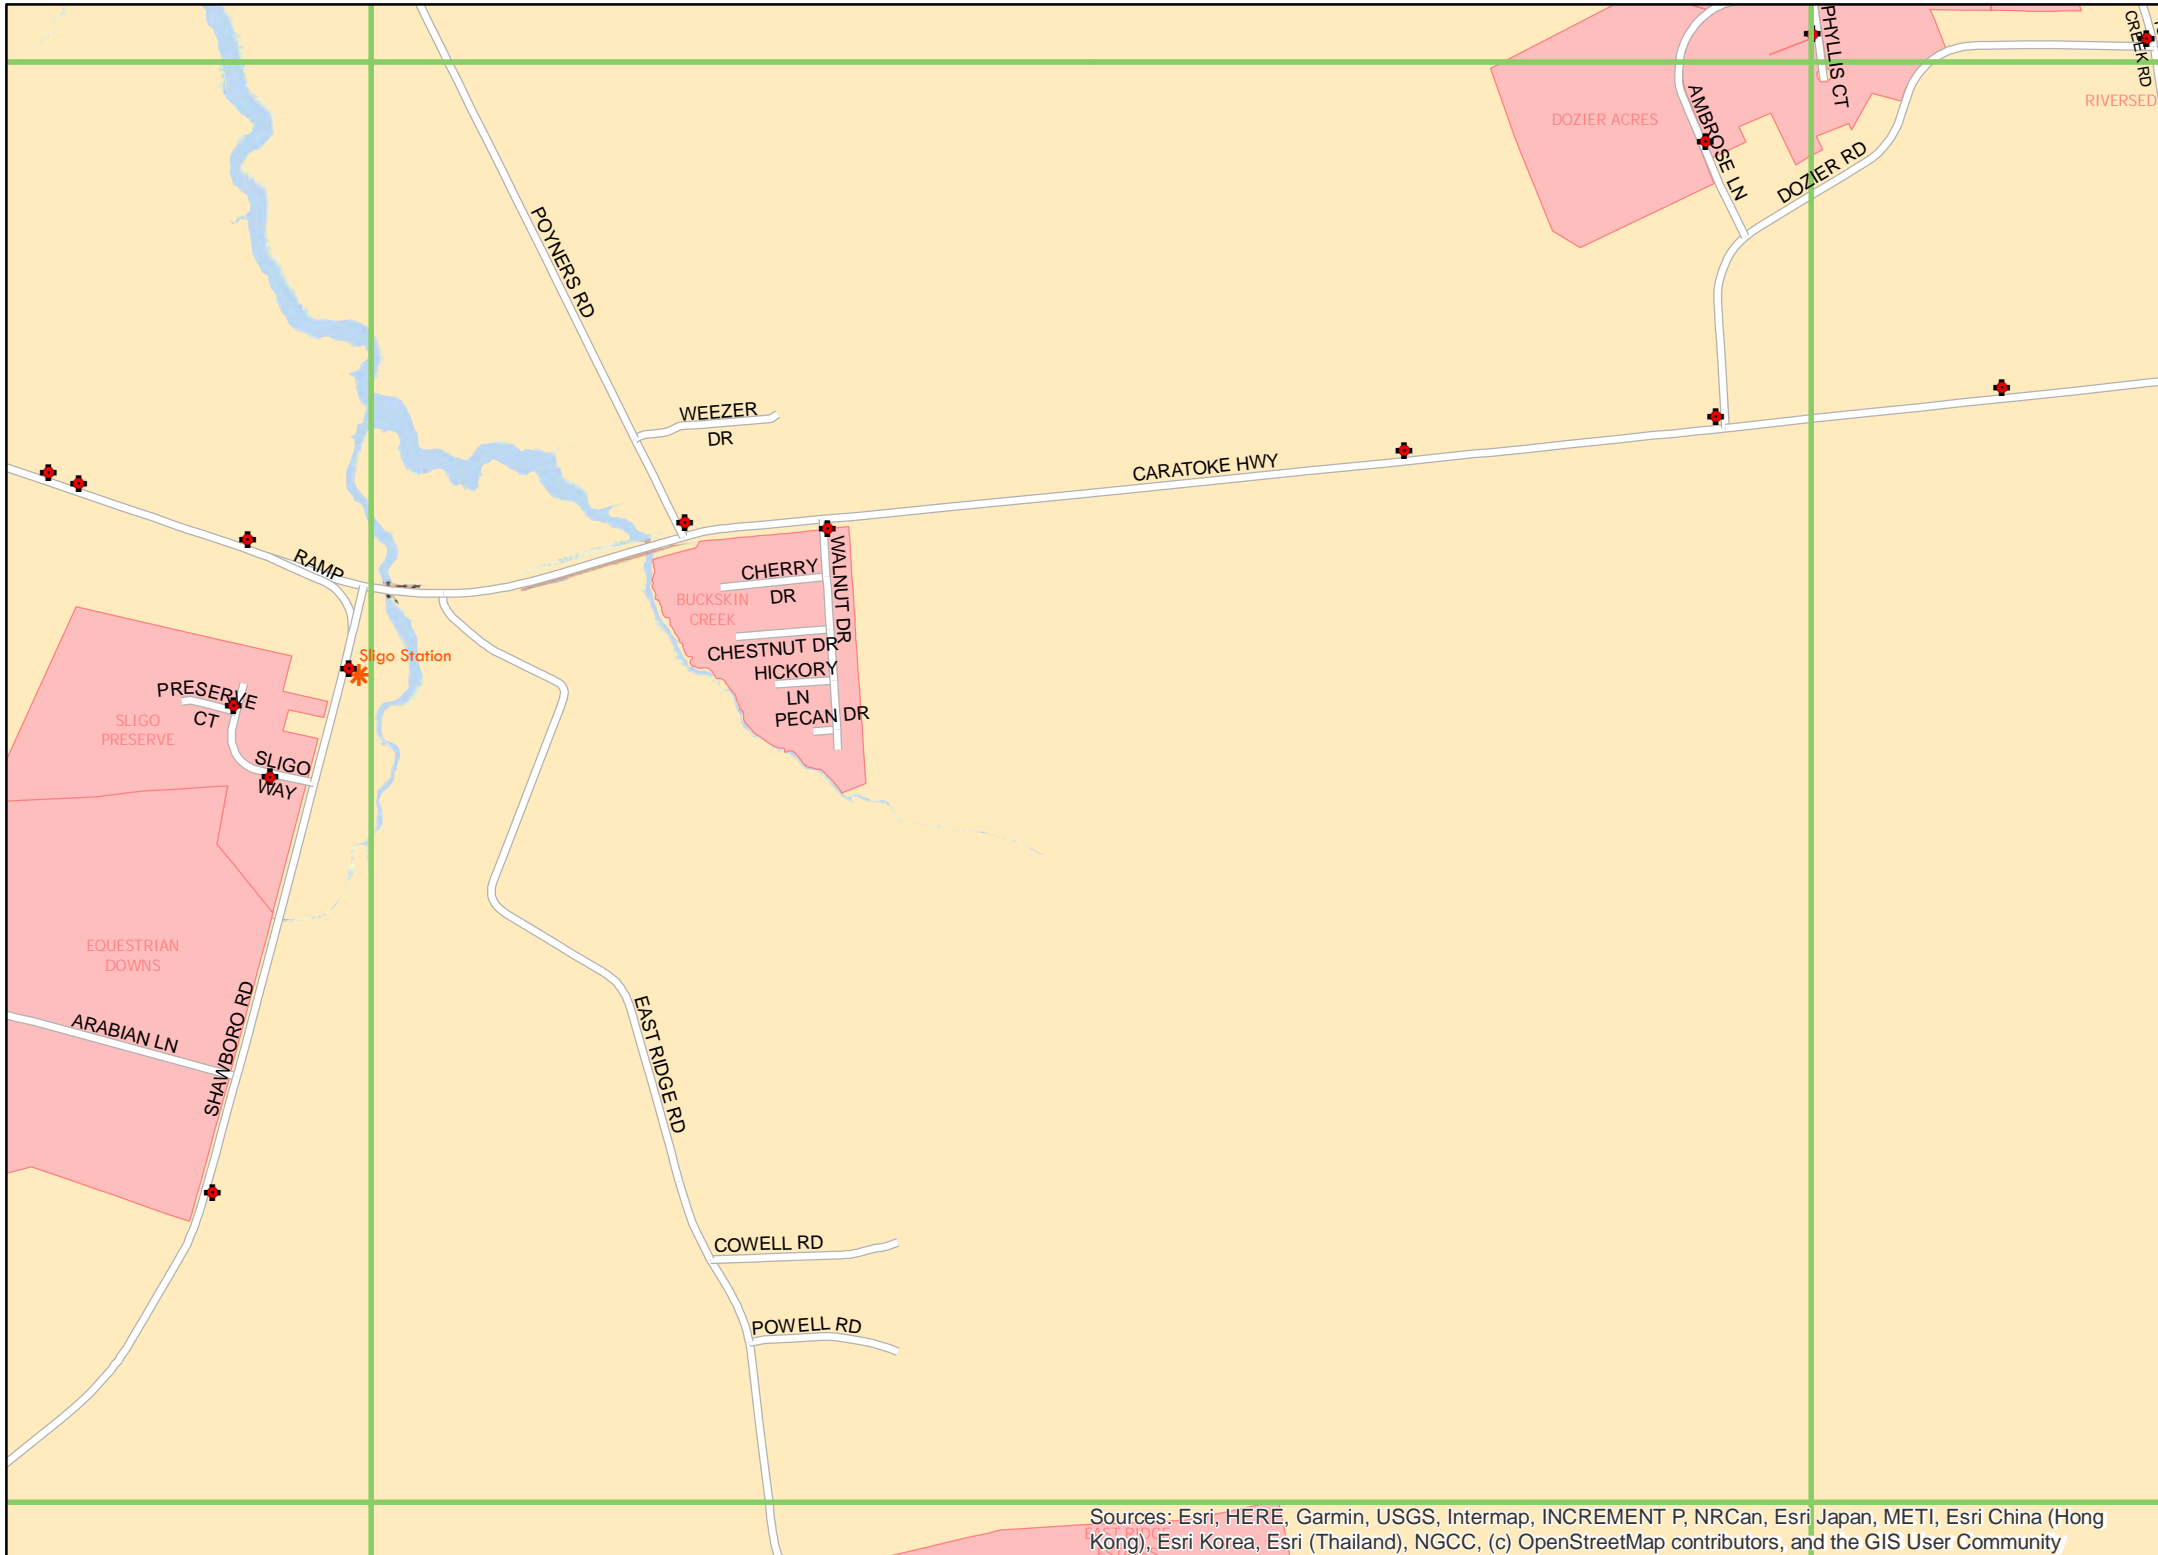 PHYLLIS CT
CREEK RD
RIVERSED
DOZIER ACRES
AMBROSE LN
DOZIER RD
POYNERS RD
WEEZER
DR
CARATOKE HWY
RAMP
WALNUT DR
CHERRY
DR
BUCKSKIN
CREEK
CHESTNUT DR
HICKORY
LN
PECAN DR
Sligo Station
PRESERVE
CT
SLIGO
PRESERVE
SLIGO
WAY
EQUESTRIAN
DOWNS
ARABIAN LN
SHAWBORO RD
EAST RIDGE RD
COWELL RD
POWELL RD
EAST RIDGE
Sources: Esri, HERE, Garmin, USGS, Intermap, INCREMENT P, NRCan, Esri Japan, METI, Esri China (Hong
Kong), Esri Korea, Esri (Thailand), NGCC, (c) OpenStreetMap contributors, and the GIS User Community